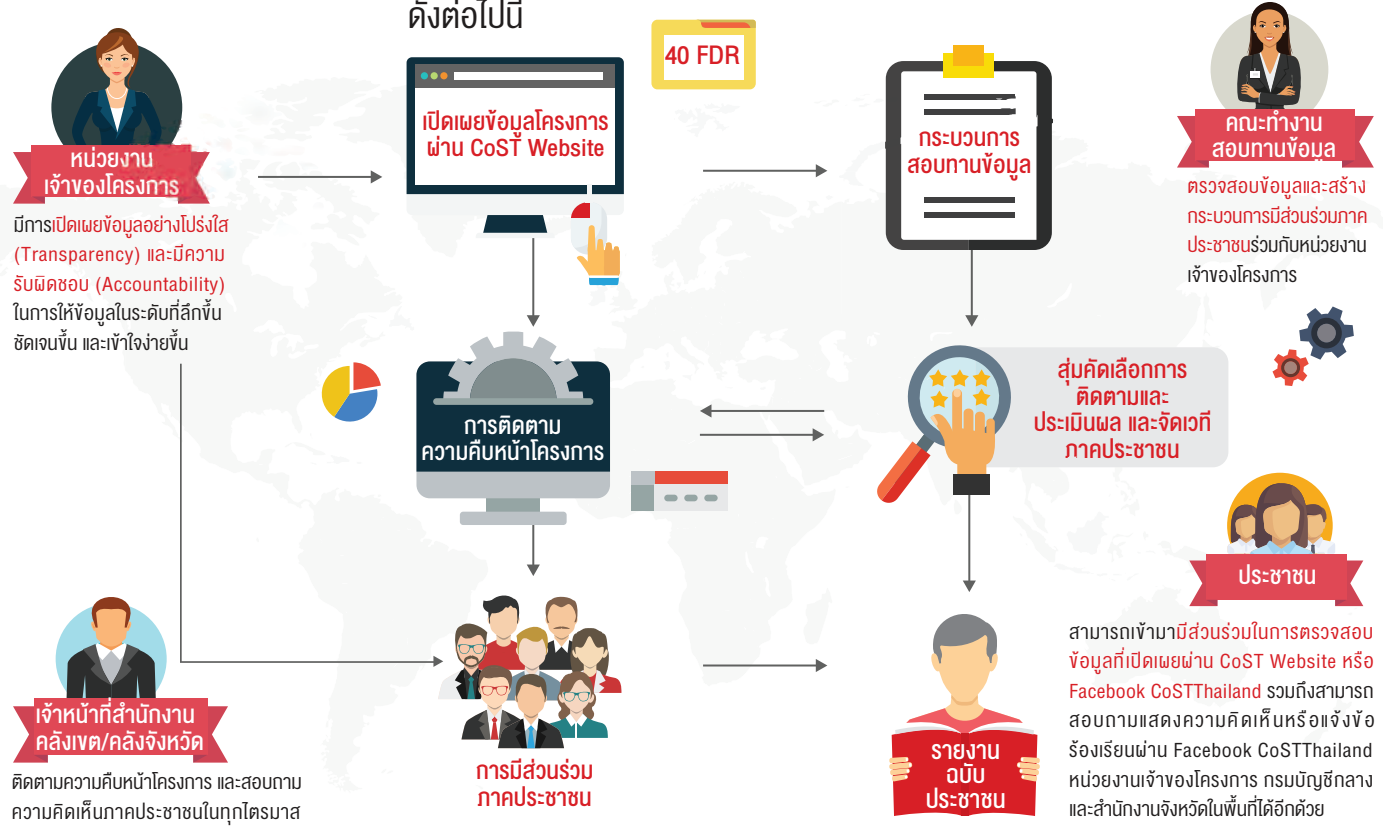 ดังต่อไปนี้
40 FDR
หน่วยงาน
เจ้าของโครงการ
มีการเปิดเผยข้อมูลอย่างโปร่งใส
(Transparency) และมีความ
รับผิดชอบ (Accountability)
ในการให้ข้อมูลในระดับที่ลึกขึ้น
ชัดเจนขึ้น และเข้าใจง่ายขึ้น
เปิดเผยข้อมูลโครงการ
ผ่าน CoST Website
กระบวนการ
สอบทานข้อมูล
คณะทำงาน
สอบทานข้อมูล
ตรวจสอบข้อมูลและสร้าง
กระบวนการมีส่วนร่วมภาค
ประชาชนร่วมกับหน่วยงาน
เจ้าของโครงการ
การติดตาม
ความคืบหน้าโครงการ
สุ่มคัดเลือกการ
ติดตามและ
ประเมินผล และจัดเวที
ภาคประชาชน
เจ้าหน้าที่สำนักงาน
คลังเขต/คลังจังหวัด
ติดตามความคืบหน้าโครงการ และสอบถาม
ความคิดเห็นภาคประชาชนในทุกไตรมาส
การมีส่วนร่วม
ภาคประชาชน
รายงาน
ฉบับ
ประชาชน
ประชาชน
สามารถเข้ามามีส่วนร่วมในการตรวจสอบ
ข้อมูลที่เปิดเผยผ่าน CoST Website หรือ
Facebook CoSTThailand รวมถึงสามารถ
สอบถามแสดงความคิดเห็นหรือแจ้งข้อ
ร้องเรียนผ่าน Facebook CoSTThailand
หน่วยงานเจ้าของโครงการ กรมบัญชีกลาง
และสำนักงานจังหวัดในพื้นที่ได้อีกด้วย